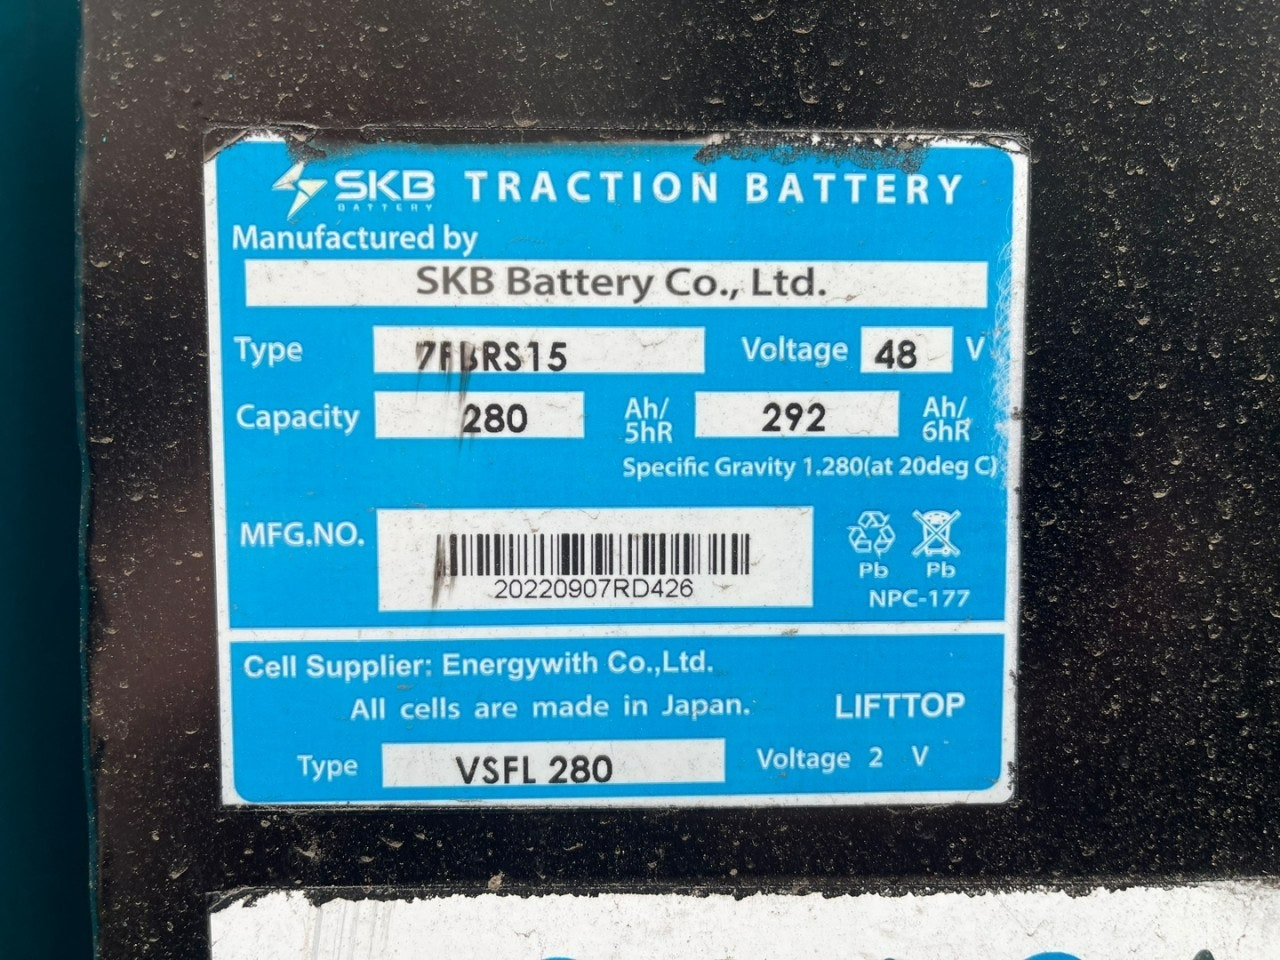 SKB BATTERY TRACTION BATTERY
Manufactured by
SKB Battery Co., Ltd.
Type 7FBRS15 Voltage 48 V
Capacity 280 Ah/5hR 292 Ah/6hR
Specific Gravity 1.280(at 20deg C)
MFG.NO.
20220907RD426
Pb Pb
NPC-177
Cell Supplier: Energywith Co.,Ltd.
All cells are made in Japan. LIFTTOP
Type VSFL 280 Voltage 2 V